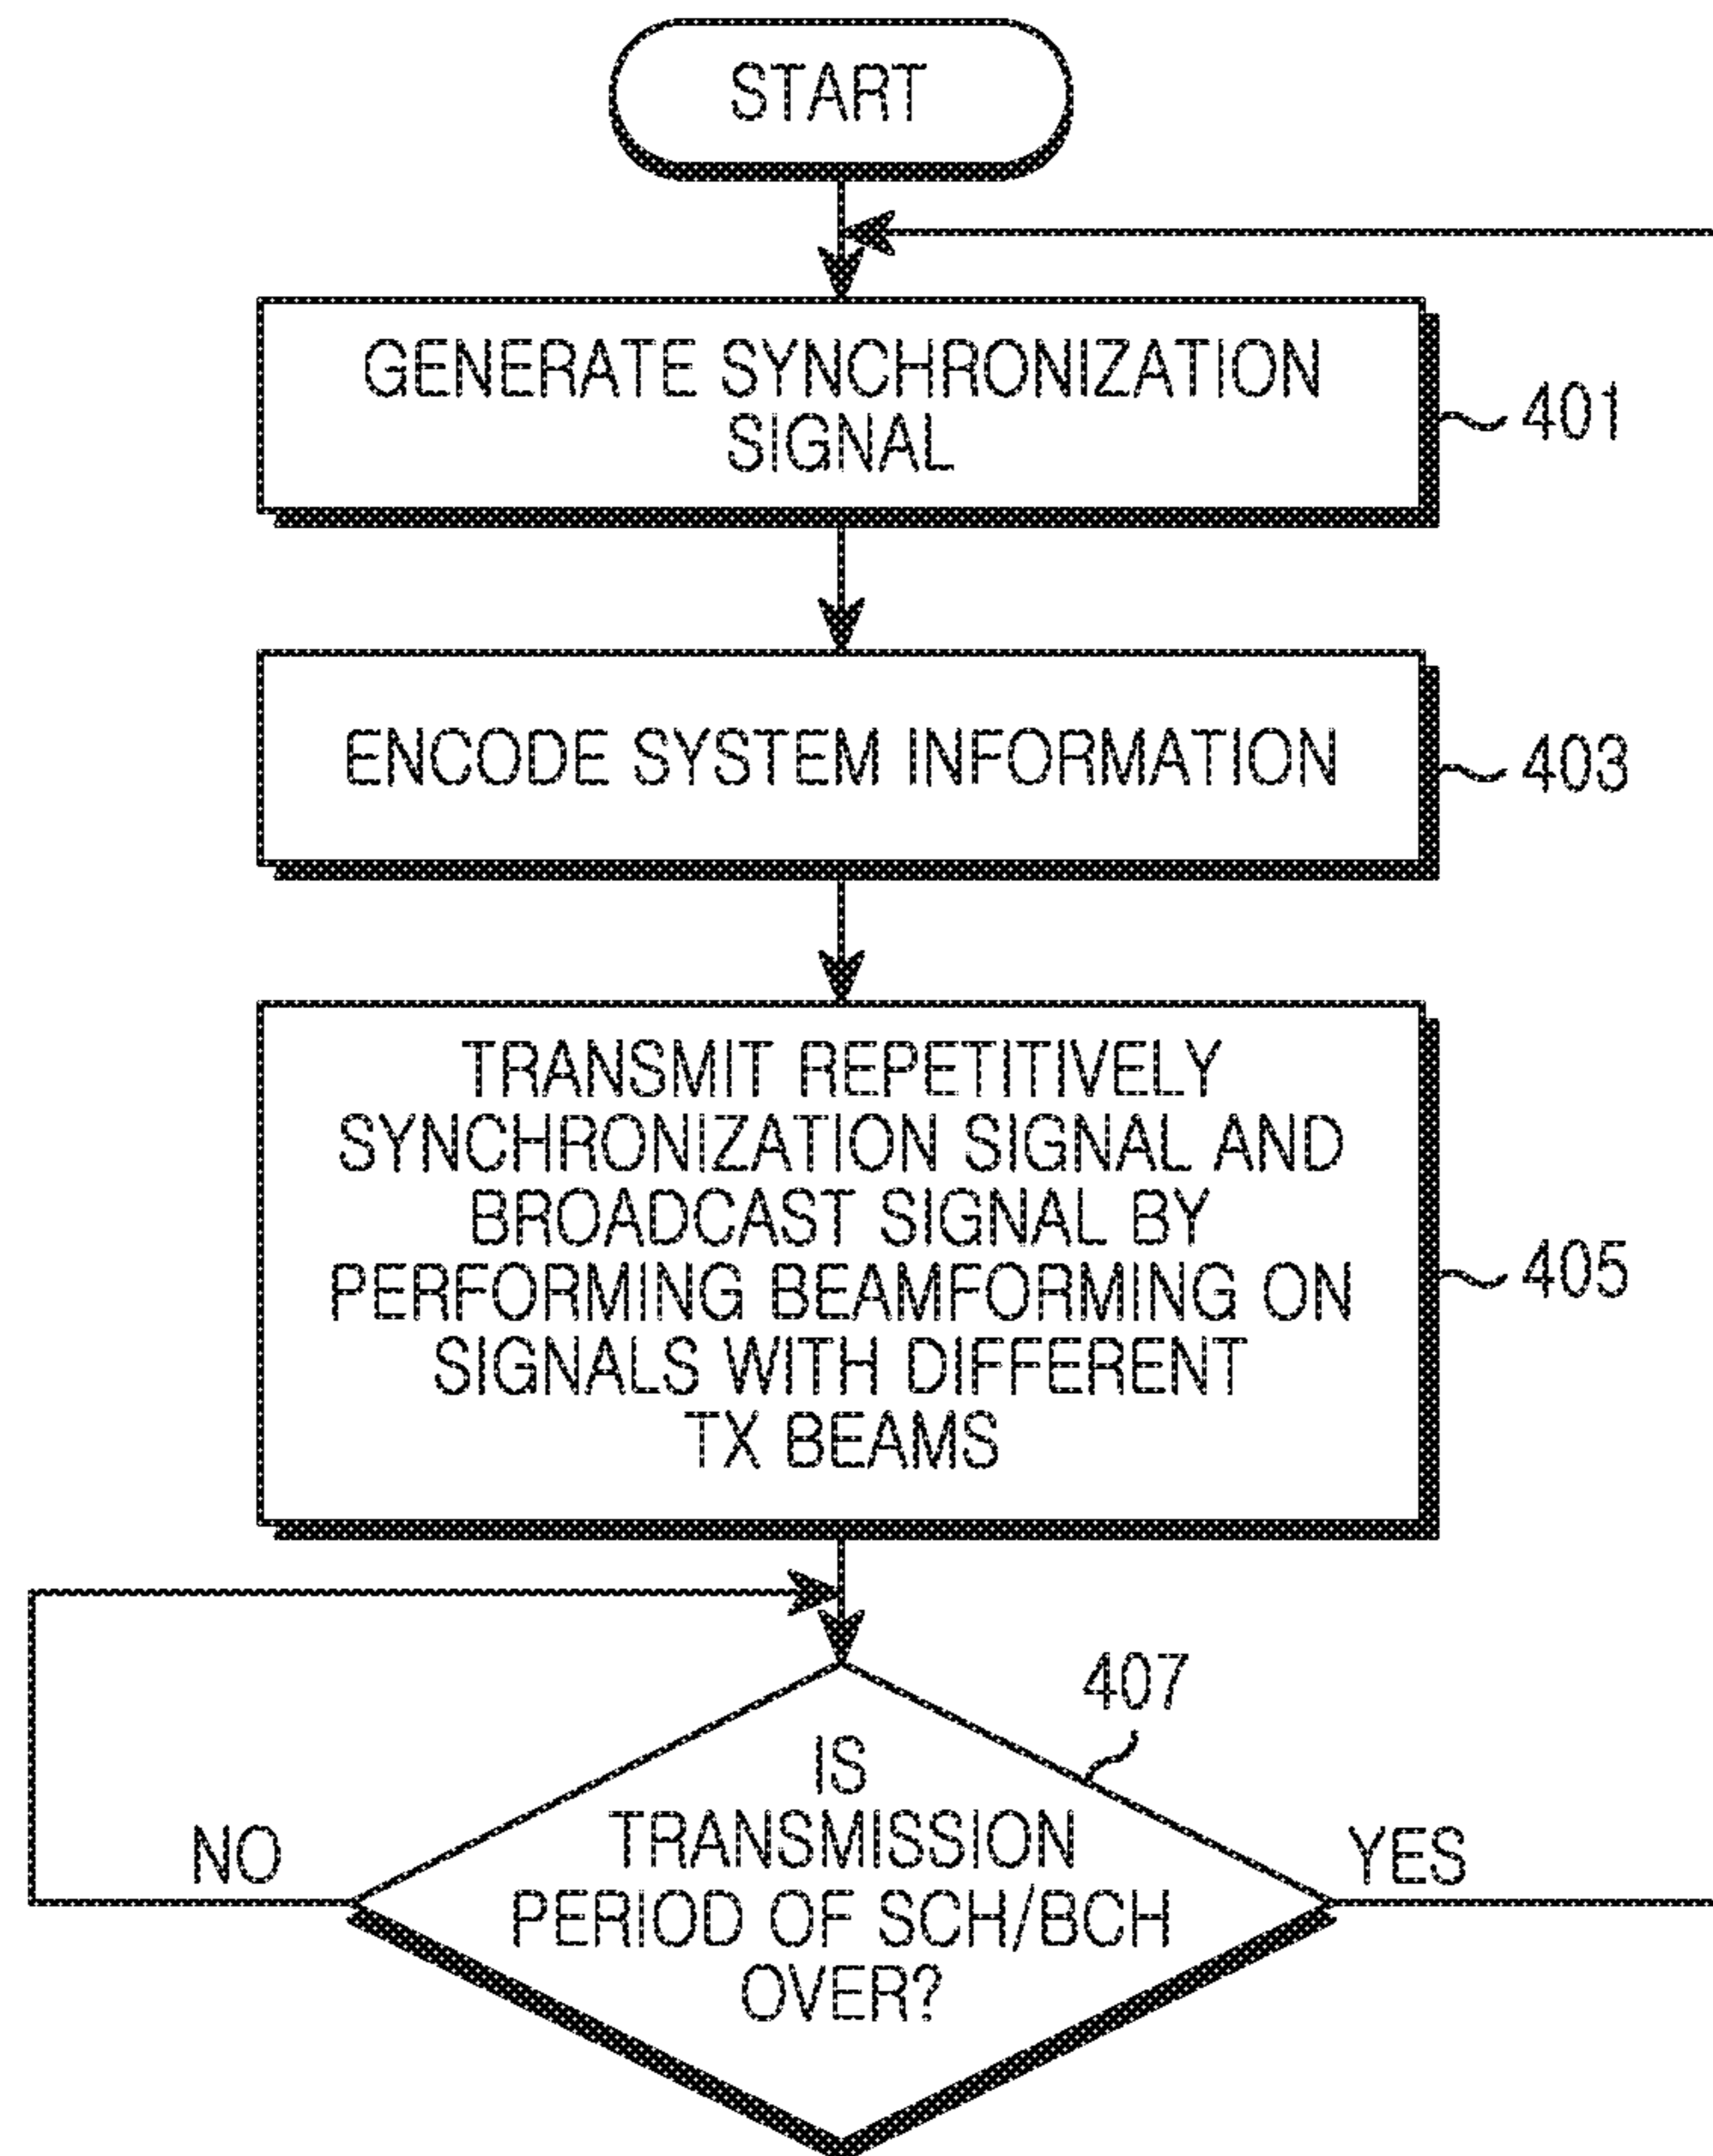 START
GENERATE SYNCHRONIZATION
SIGNAL
401
ENCODE SYSTEM INFORMATION
403
TRANSMIT REPETITIVELY
SYNCHRONIZATION SIGNAL AND
BROADCAST SIGNAL BY
PERFORMING BEAMFORMING ON
SIGNALS WITH DIFFERENT
TX BEAMS
405
407
IS
TRANSMISSION
PERIOD OF SCH/BCH
OVER?
NO
YES